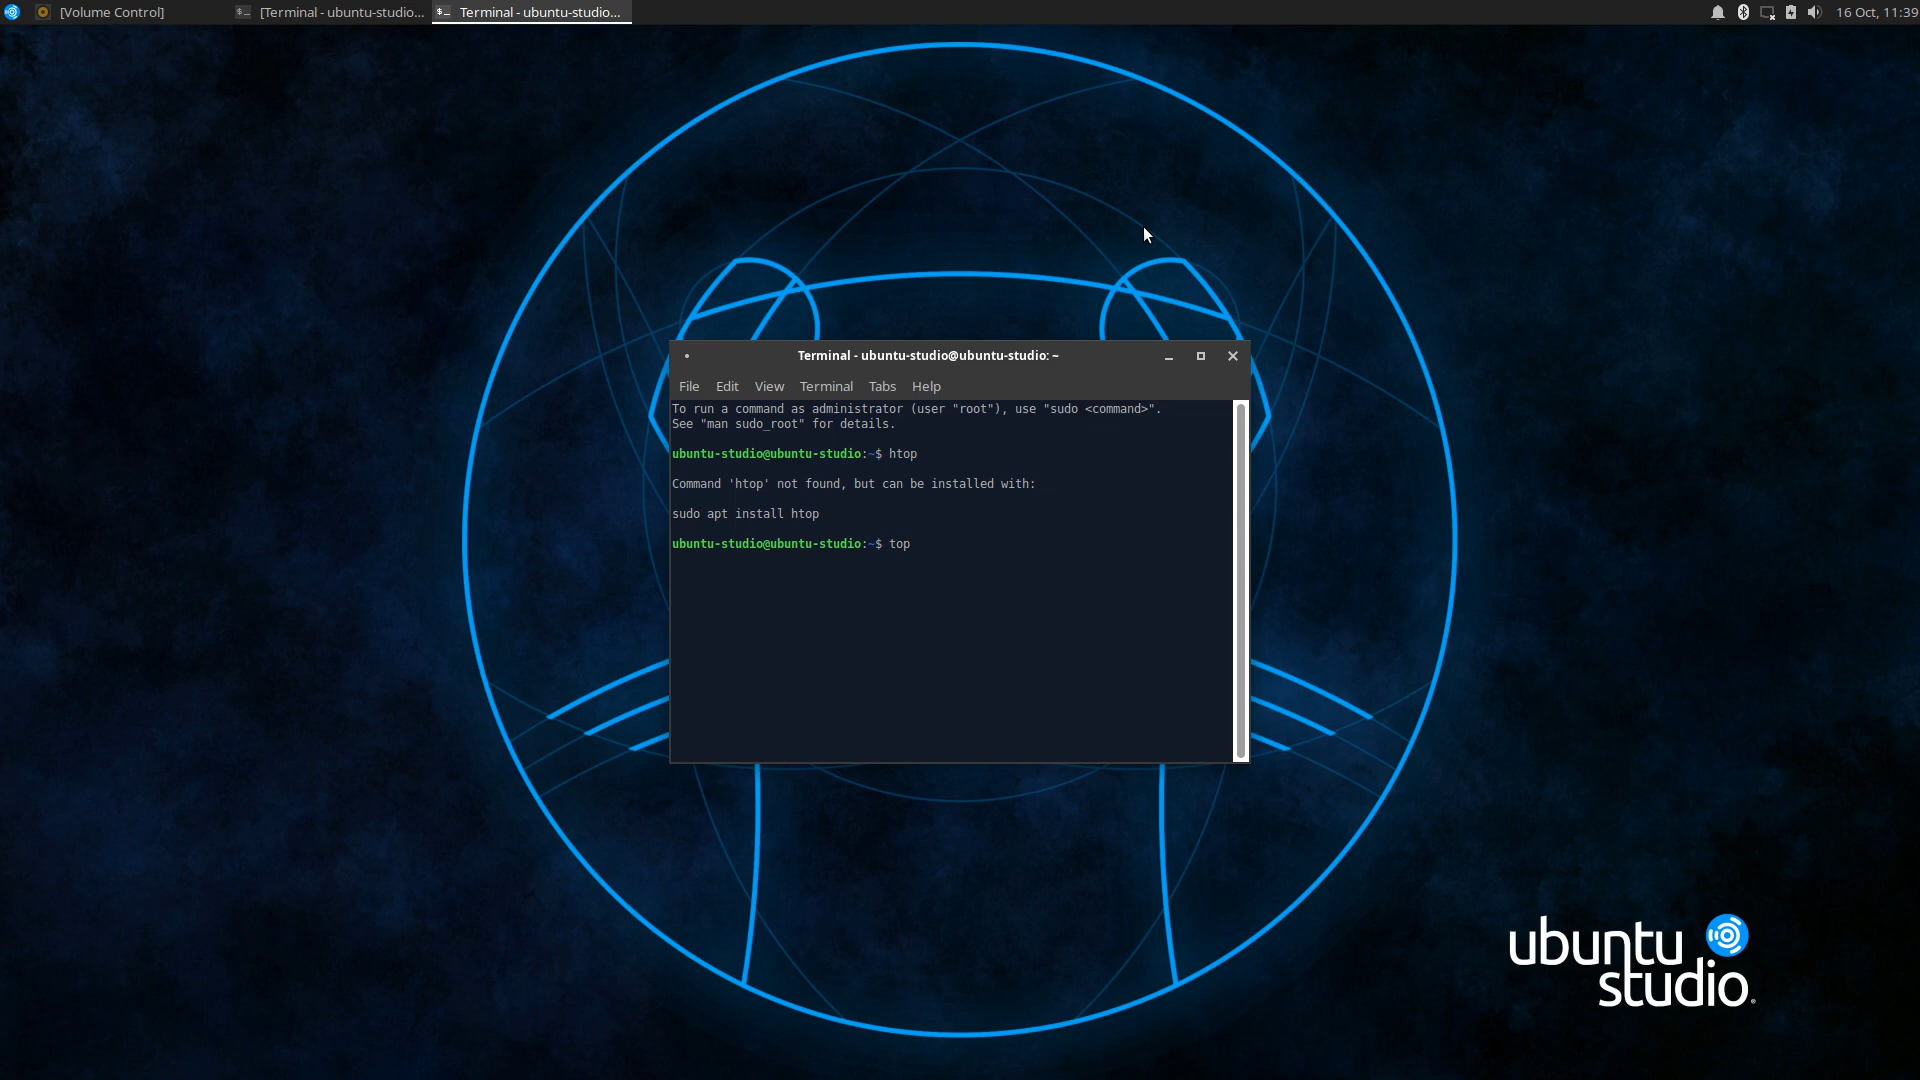 [Volume Control]
[Terminal - ubuntu-studio...
Terminal - ubuntu-studio...
16 Oct, 11:39
Terminal - ubuntu-studio@ubuntu-studio: ~
File Edit View Terminal Tabs Help
To run a command as administrator (user "root"), use "sudo <command>".
See "man sudo_root" for details.
ubuntu-studio@ubuntu-studio:~$ htop
Command 'htop' not found, but can be installed with:
sudo apt install htop
ubuntu-studio@ubuntu-studio:~$ top
ubuntu
studio